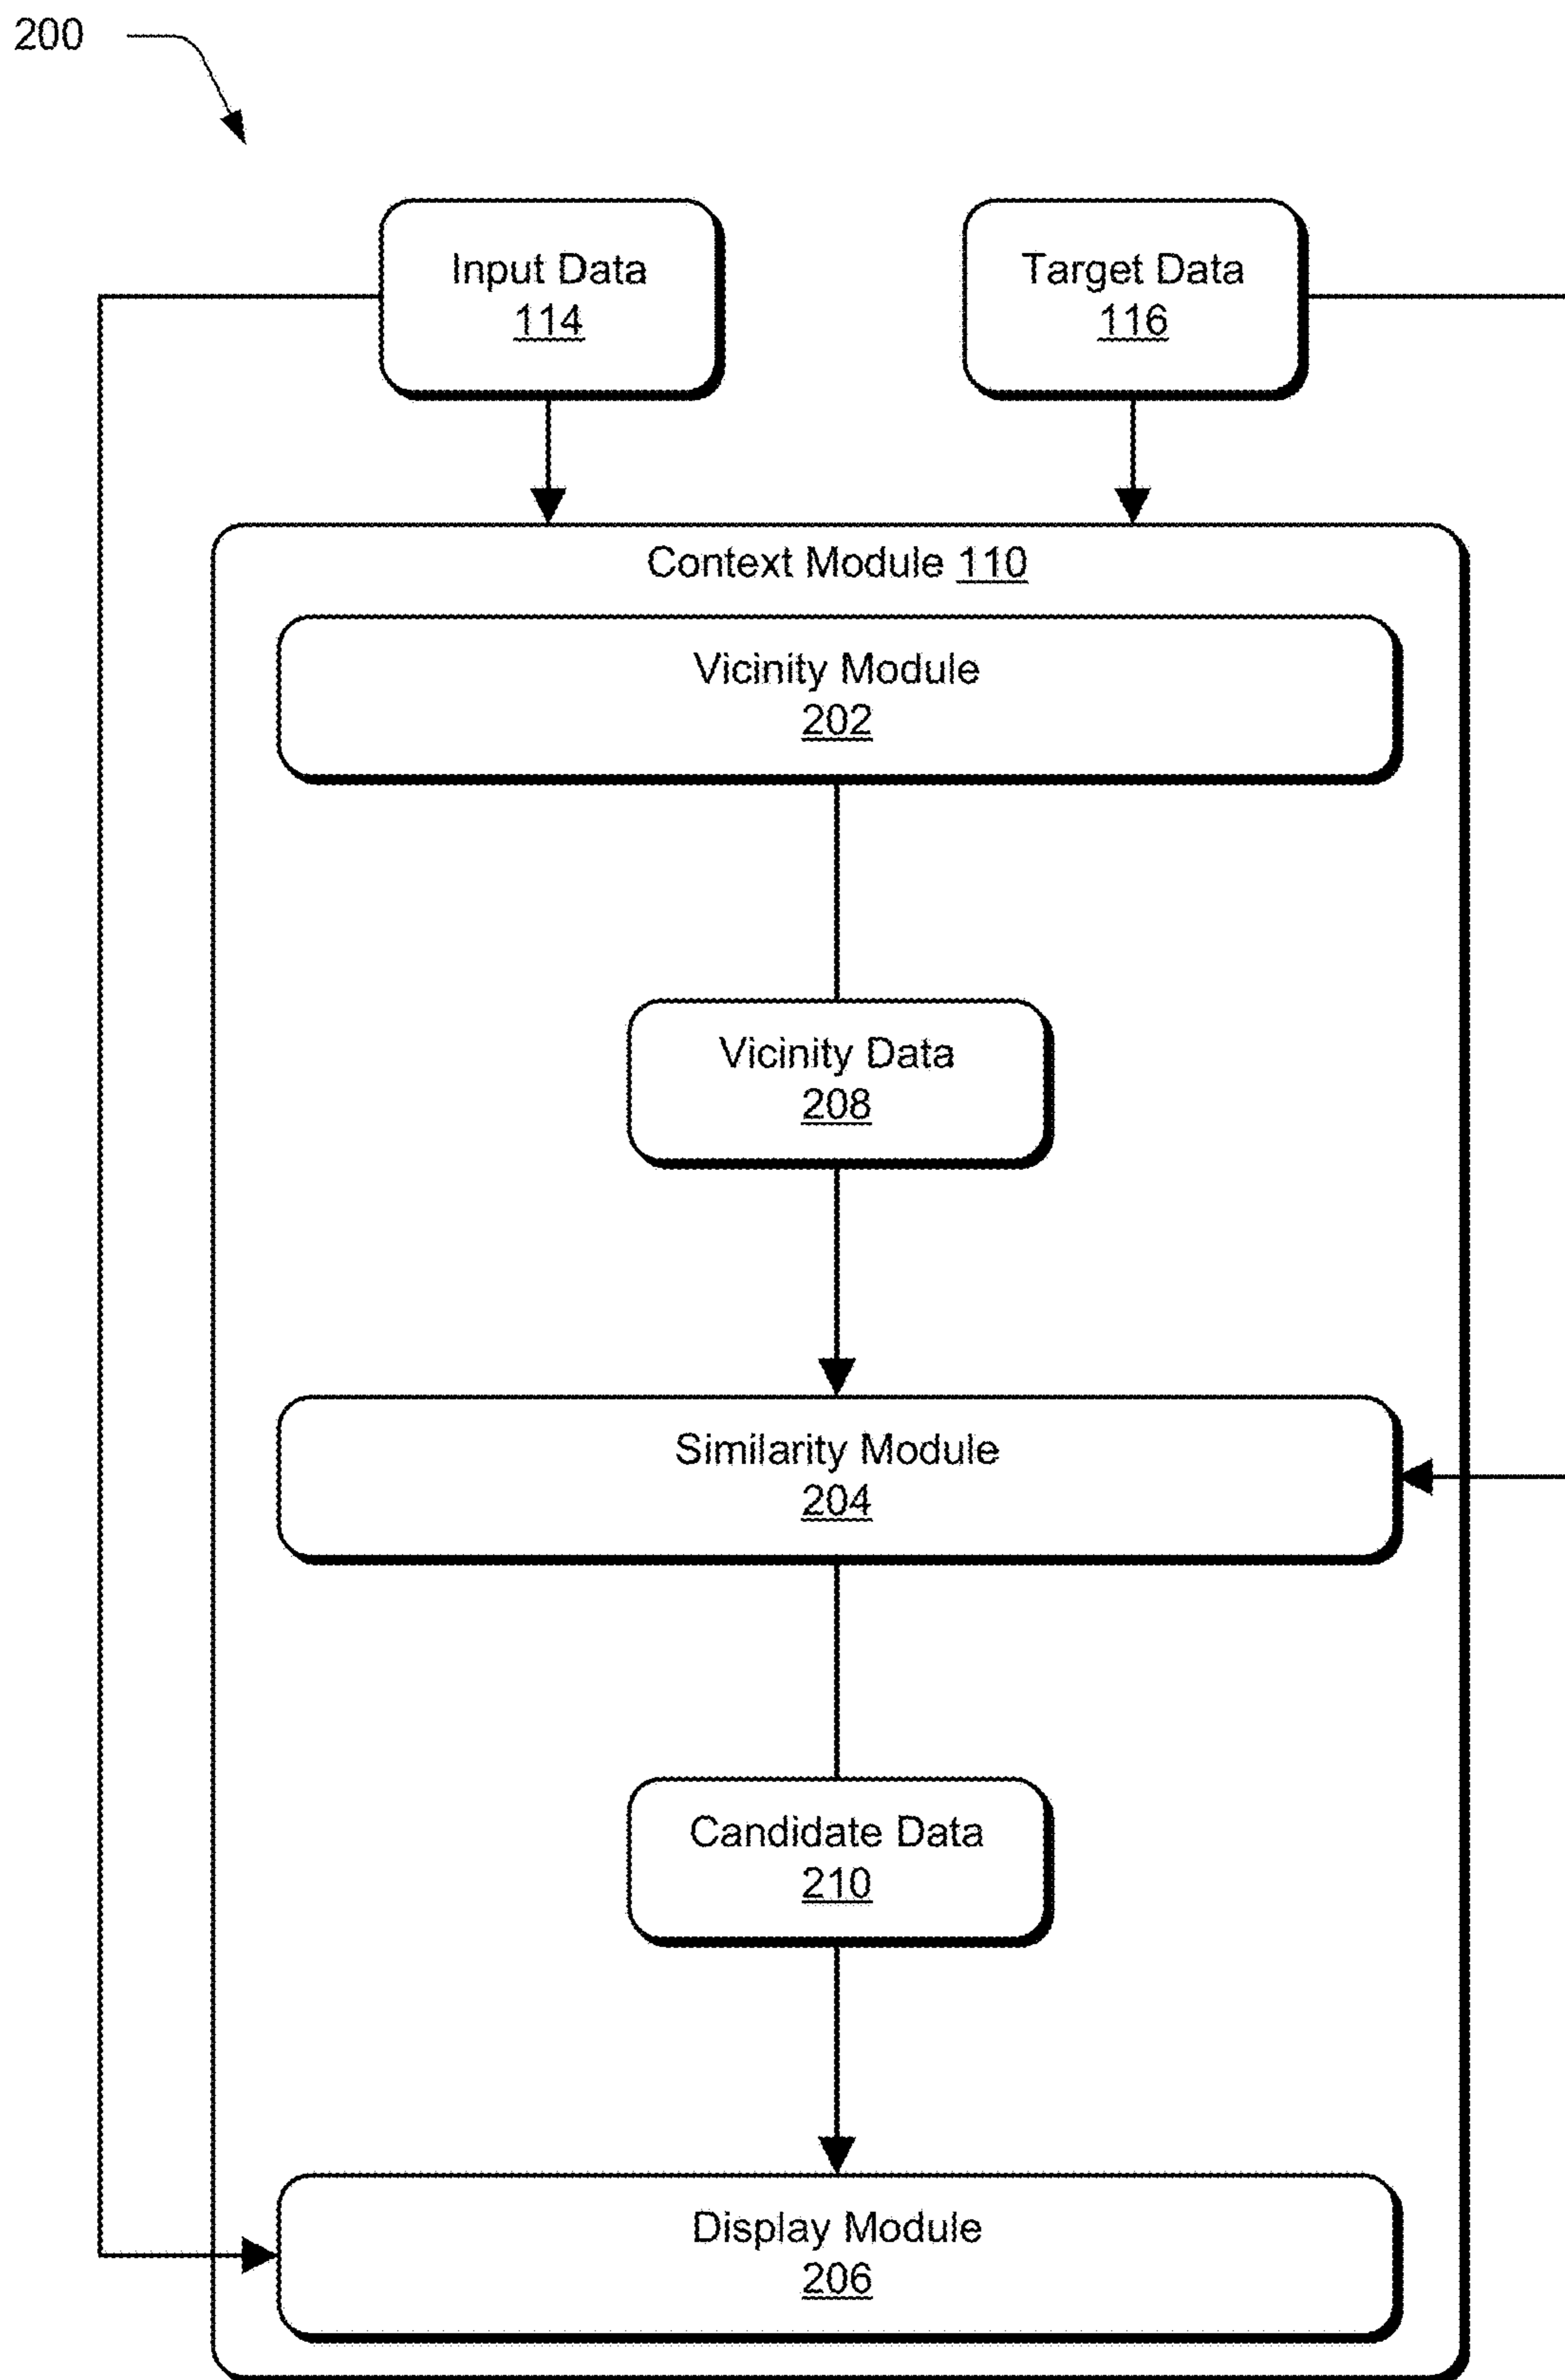 200
Input Data
114
Target Data
116
Context Module 110
Vicinity Module
202
Vicinity Data
208
Similarity Module
204
Candidate Data
210
Display Module
206